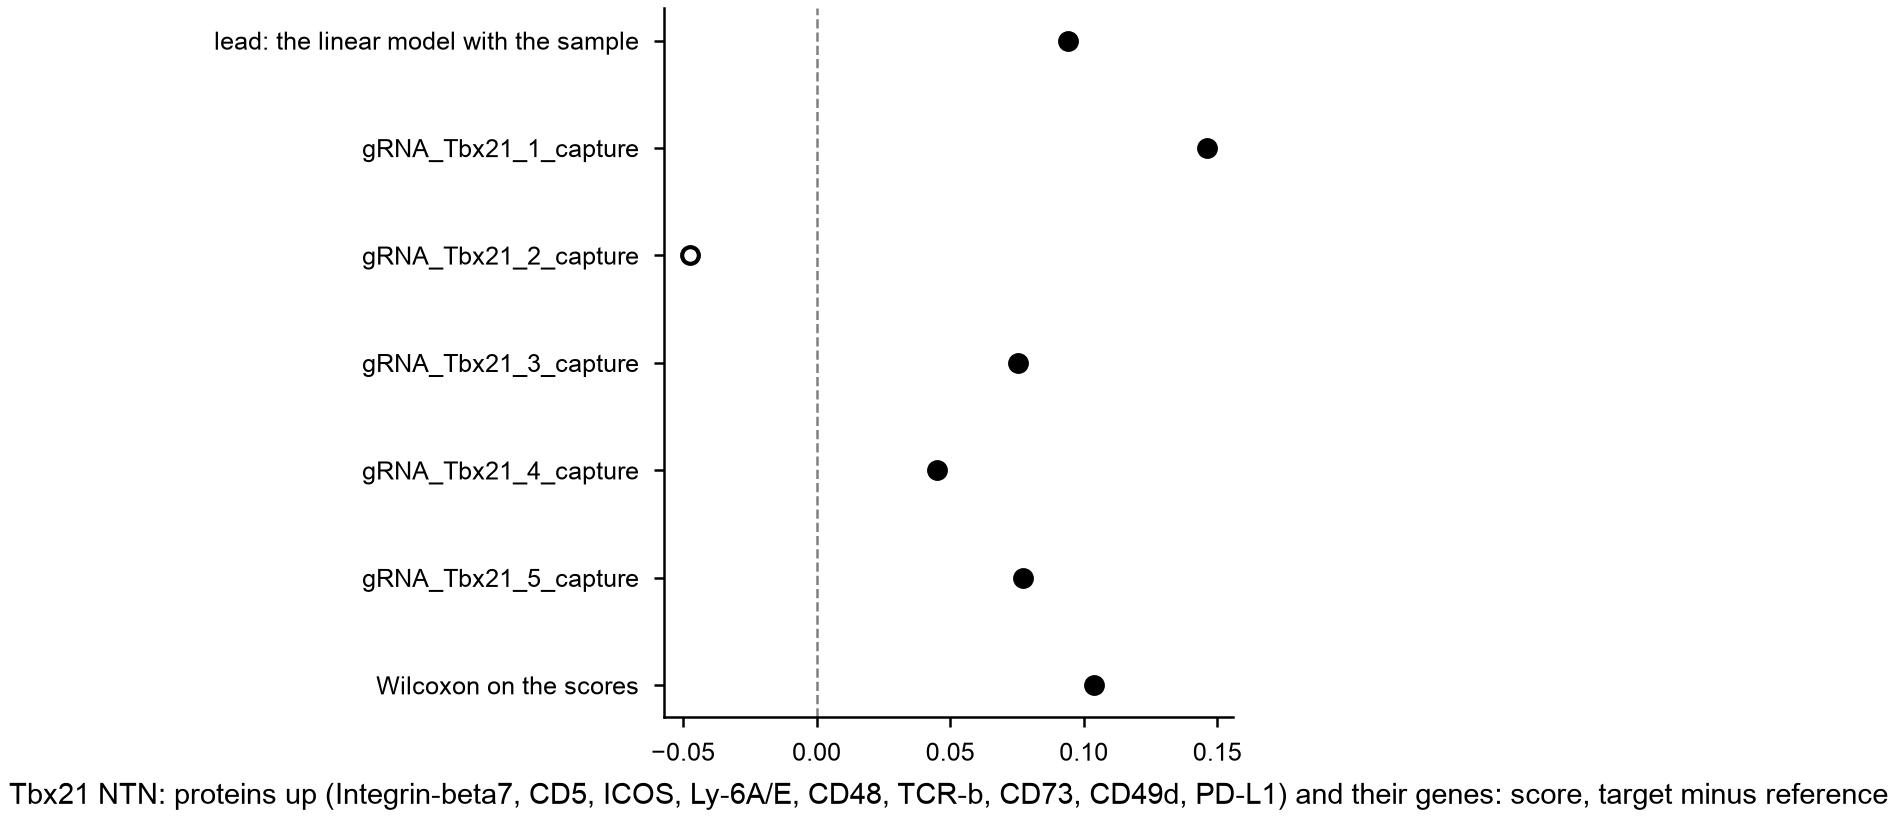 lead: the linear model with the sample
gRNA_Tbx21_1_capture
gRNA_Tbx21_2_capture
gRNA_Tbx21_3_capture
gRNA_Tbx21_4_capture
gRNA_Tbx21_5_capture
Wilcoxon on the scores
−0.05 0.00 0.05 0.10 0.15
Tbx21 NTN: proteins up (Integrin-beta7, CD5, ICOS, Ly-6A/E, CD48, TCR-b, CD73, CD49d, PD-L1) and their genes: score, target minus reference